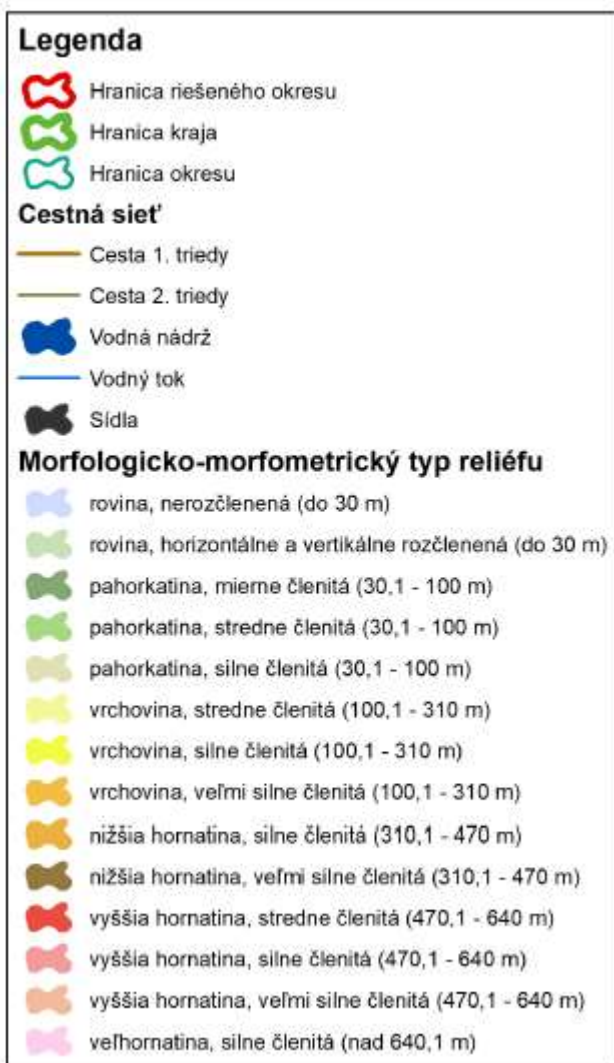 Legenda
Hranica riešeného okresu
Hranica kraja
Hranica okresu
Cestná sieť
Cesta 1. triedy
Cesta 2. triedy
Vodná nádrž
Vodný tok
Sídla
Morfologicko-morfometrický typ reliéfu
rovina, nerozčlenená (do 30 m)
rovina, horizontálne a vertikálne rozčlenená (do 30 m)
pahorkatina, mierne členitá (30,1 - 100 m)
pahorkatina, stredne členitá (30,1 - 100 m)
pahorkatina, silne členitá (30,1 - 100 m)
vrchovina, stredne členitá (100,1 - 310 m)
vrchovina, silne členitá (100,1 - 310 m)
vrchovina, veľmi silne členitá (100,1 - 310 m)
nižšia hornatina, silne členitá (310,1 - 470 m)
nižšia hornatina, veľmi silne členitá (310,1 - 470 m)
vyššia hornatina, stredne členitá (470,1 - 640 m)
vyššia hornatina, silne členitá (470,1 - 640 m)
vyššia hornatina, veľmi silne členitá (470,1 - 640 m)
veľhornatina, silne členitá (nad 640,1 m)